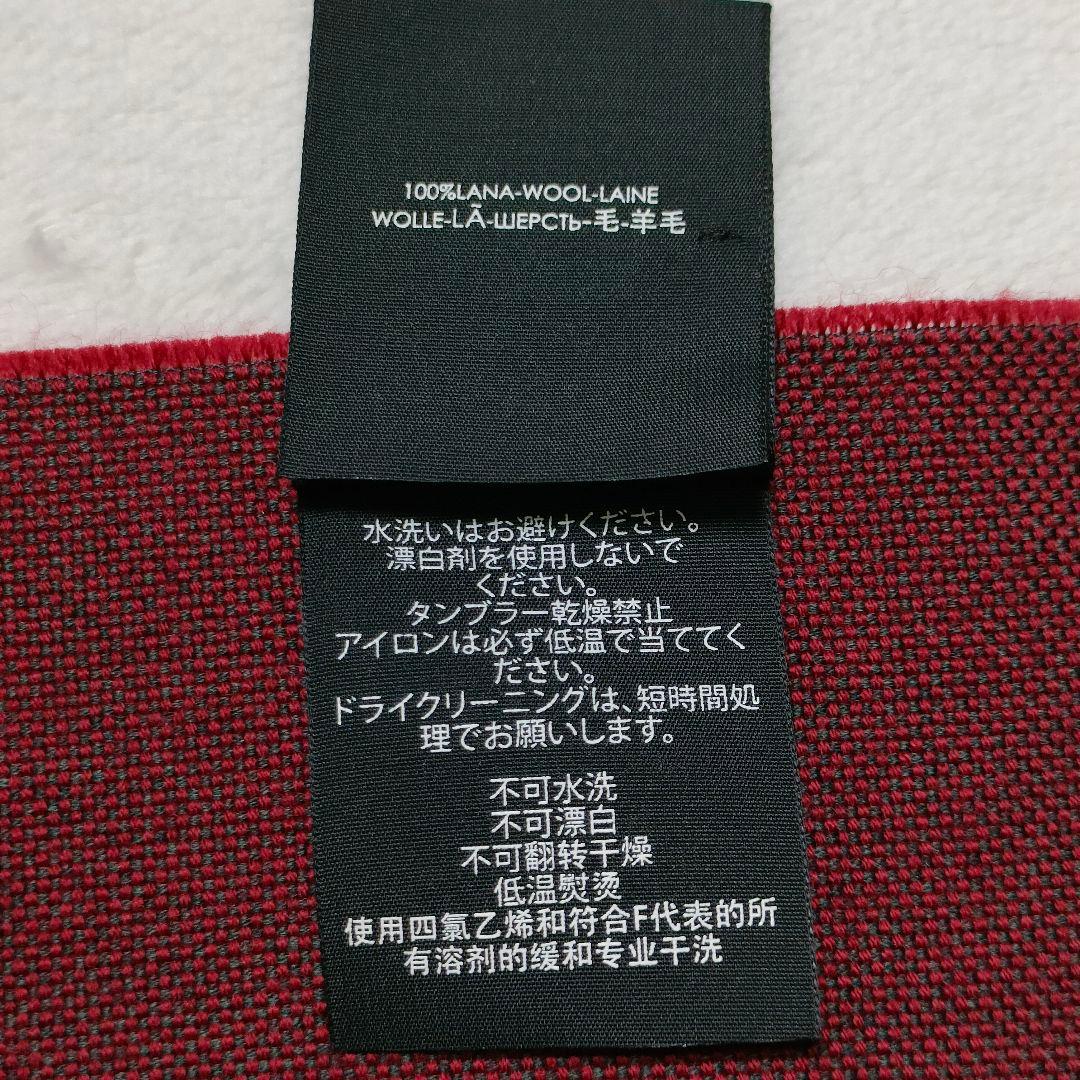 100%LANA-WOOL-LAINE
WOLLE-LÃ-ШЕРСТЬ-毛-羊毛
水洗いはお避けください。
漂白剤を使用しないで
ください。
タンブラー乾燥禁止
アイロンは必ず低温で当ててく
ださい。
ドライクリーニングは、短時間処
理でお願いします。
不可水洗
不可漂白
不可翻转干燥
低温熨烫
使用四氯乙烯和符合F代表的所
有溶剂的缓和专业干洗